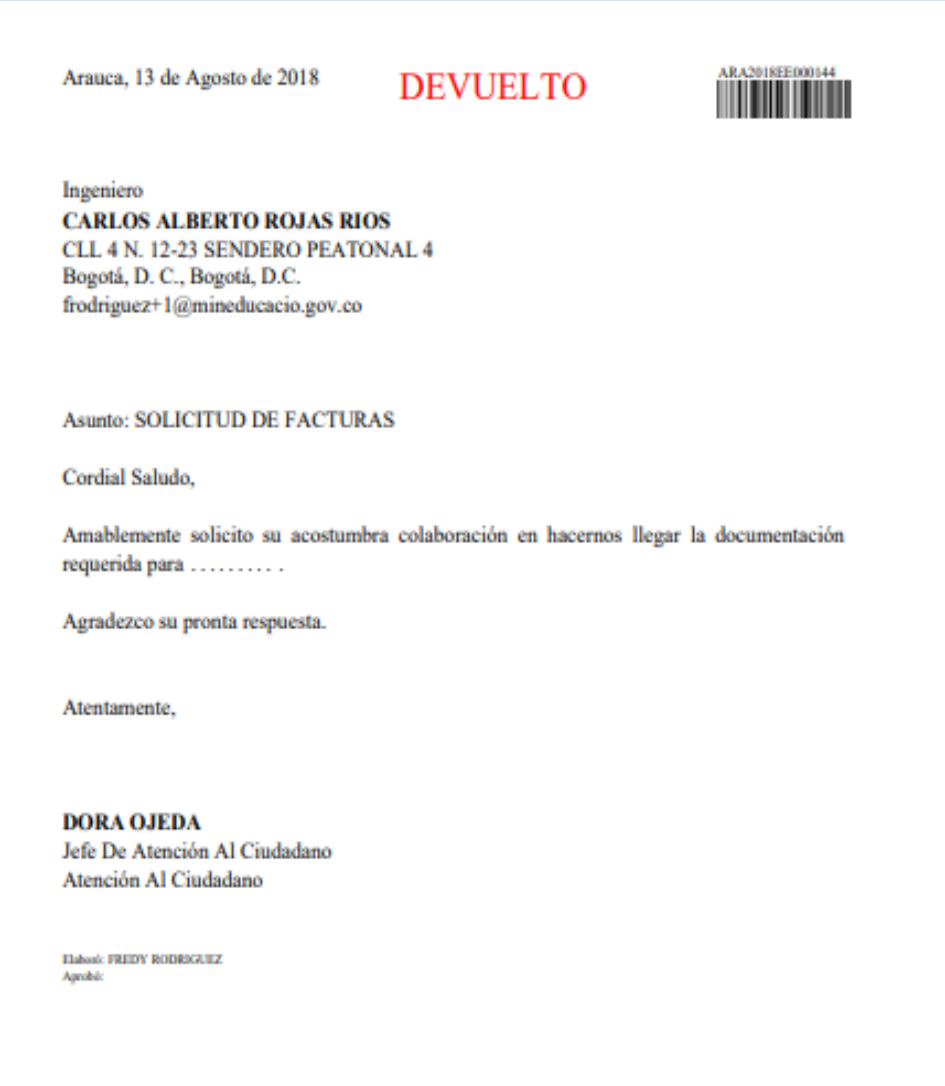 Arauca, 13 de Agosto de 2018
DEVUELTO
ARA2018EE000144
Ingeniero
CARLOS ALBERTO ROJAS RIOS
CLL 4 N. 12-23 SENDERO PEATONAL 4
Bogotá, D. C., Bogotá, D.C.
frodriguez+1@mineducacio.gov.co
Asunto: SOLICITUD DE FACTURAS
Cordial Saludo,
Amablemente solicito su acostumbra colaboración en hacernos llegar la documentación
requerida para . . . . . . . . . .
Agradezco su pronta respuesta.
Atentamente,
DORA OJEDA
Jefe De Atención Al Ciudadano
Atención Al Ciudadano
Elaboró: FREDY RODRIGUEZ
Aprobó: